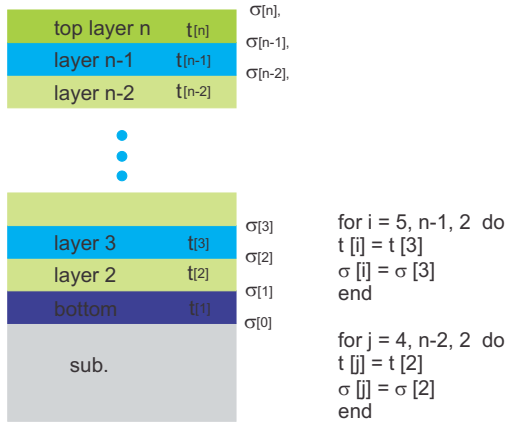 σ[n],
top layer n t[n]
σ[n-1],
layer n-1 t[n-1]
σ[n-2],
layer n-2 t[n-2]
σ[3]
layer 3 t[3]
σ[2]
layer 2 t[2]
σ[1]
bottom t[1]
σ[0]
sub.
for i = 5, n-1, 2 do
t [i] = t [3]
σ [i] = σ [3]
end
for j = 4, n-2, 2 do
t [j] = t [2]
σ [j] = σ [2]
end